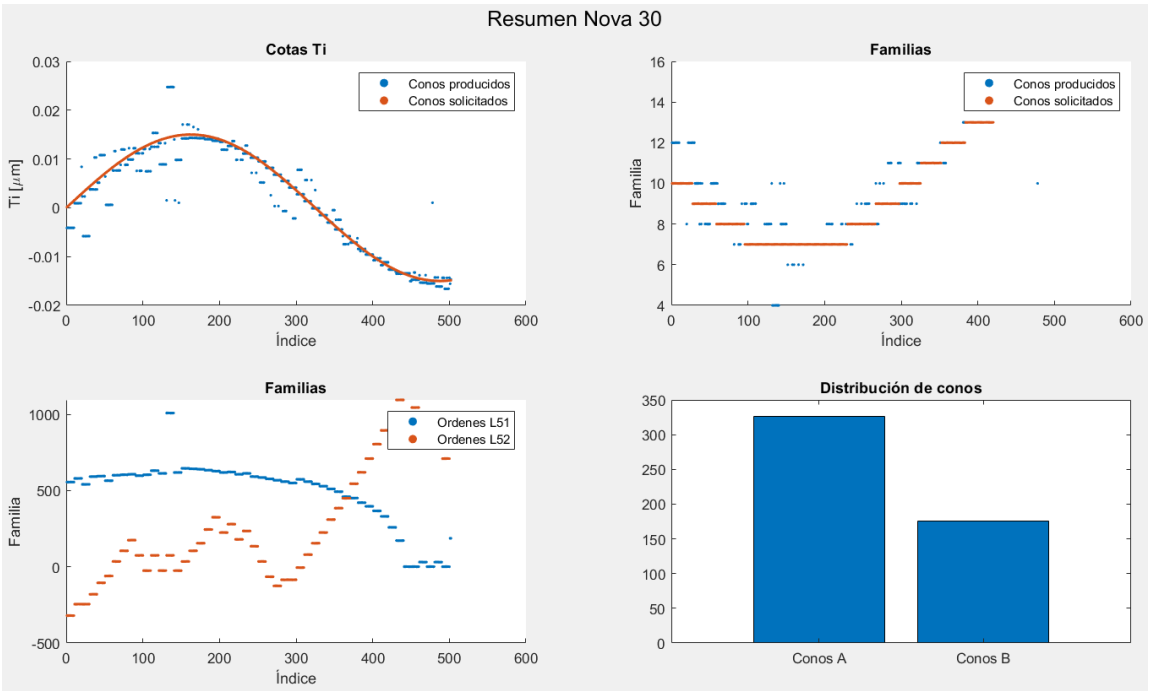 Resumen Nova 30
Cotas Ti
0.03
0.02
0.01
0
-0.01
-0.02
Ti [μm]
0 100 200 300 400 500 600
Índice
Conos producidos
Conos solicitados
Familias
16
14
12
10
8
6
4
Familia
0 100 200 300 400 500 600
Índice
Conos producidos
Conos solicitados
Familias
1000
500
0
-500
Familia
0 100 200 300 400 500 600
Índice
Ordenes L51
Ordenes L52
Distribución de conos
350
300
250
200
150
100
50
0
Conos A Conos B